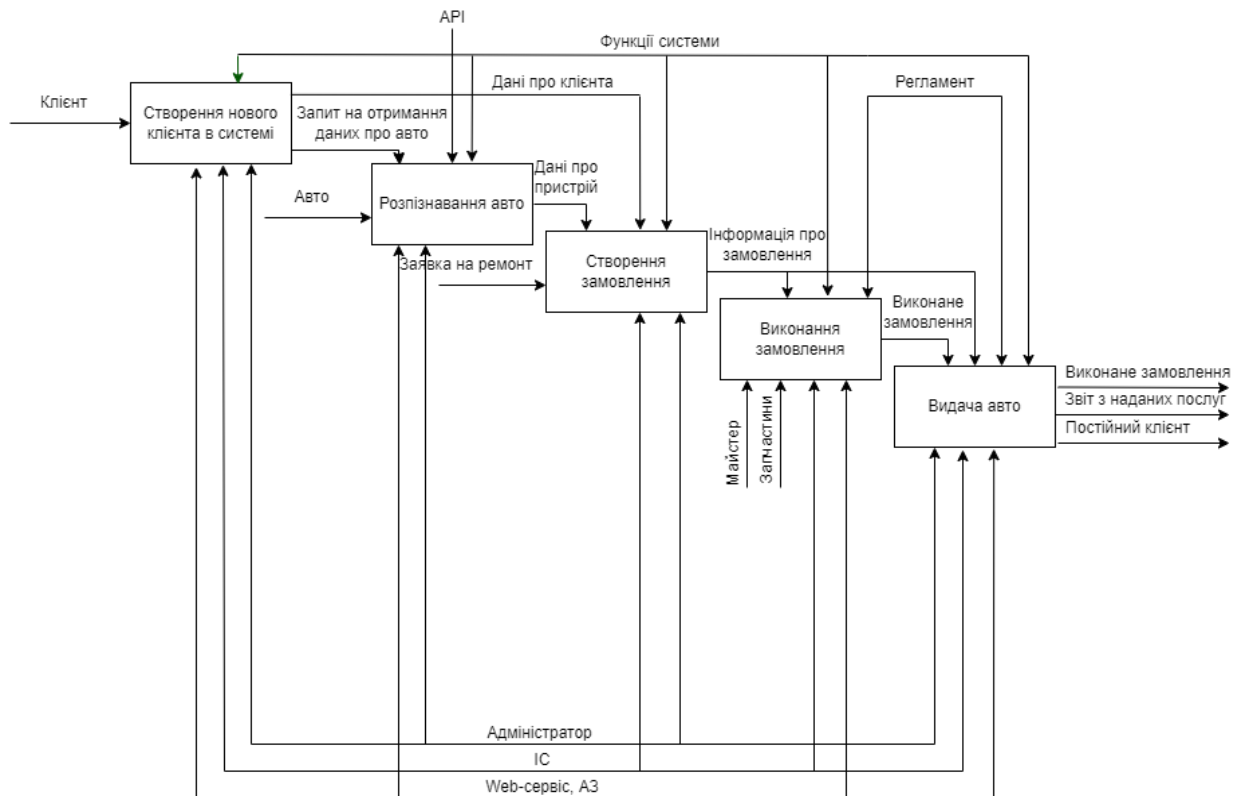 API
Функції системи
Клієнт
Створення нового
клієнта в системі
Дані про клієнта
Регламент
Запит на отримання
даних про авто
Авто
Розпізнавання авто
Дані про
пристрій
Заявка на ремонт
Створення
замовлення
Інформація про
замовлення
Виконання
замовлення
Виконане
замовлення
Майстер
Запчастини
Видача авто
Виконане замовлення
Звіт з наданих послуг
Постійний клієнт
Адміністратор
ІС
Web-сервіс, АЗ